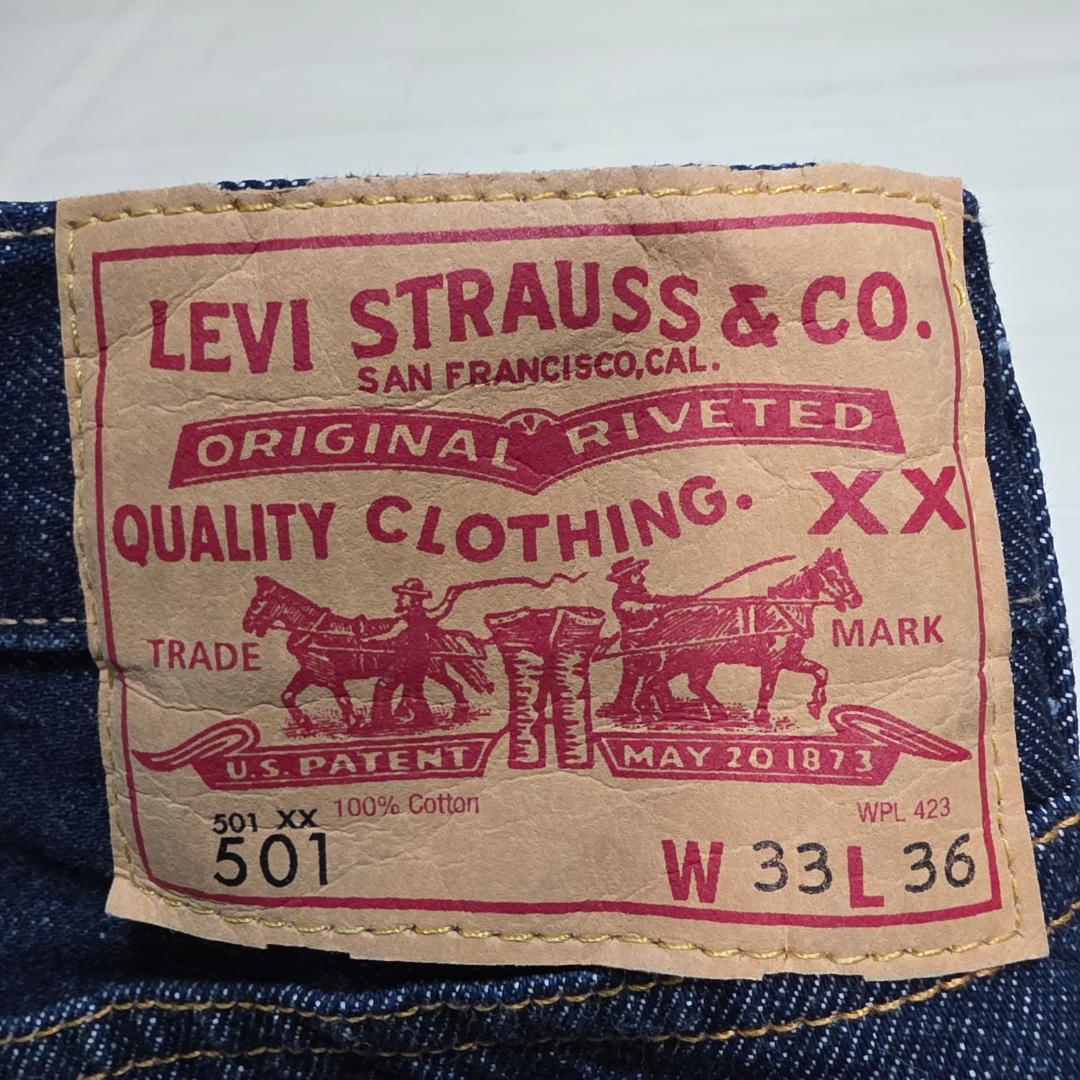 LEVI STRAUSS & CO.
SAN FRANCISCO, CAL.
ORIGINAL RIVETED
QUALITY CLOTHING. XX
TRADE MARK
U.S. PATENT MAY 20 1873
501 XX 100% Cotton WPL 423
501 W 33 L 36